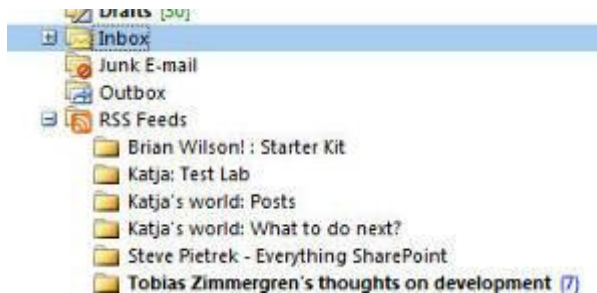 Drafts [30]
Inbox
Junk E-mail
Outbox
RSS Feeds
Brian Wilson! : Starter Kit
Katja: Test Lab
Katja's world: Posts
Katja's world: What to do next?
Steve Pietrek - Everything SharePoint
Tobias Zimmergren's thoughts on development (7)